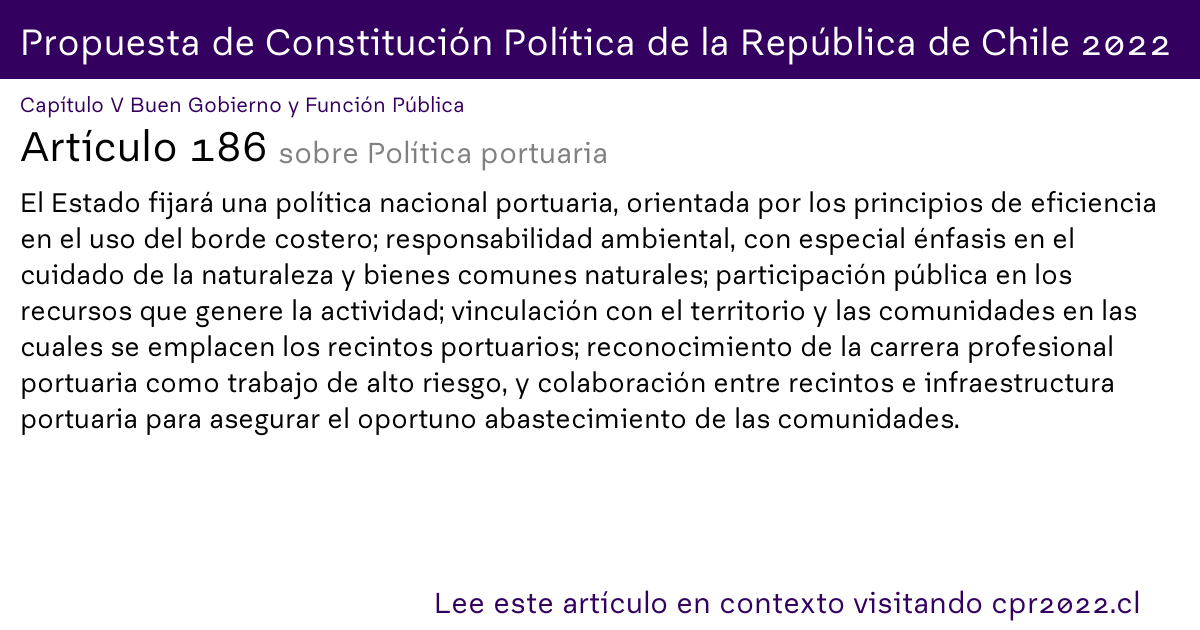 Propuesta de Constitución Política de la República de Chile 2022
Capítulo V Buen Gobierno y Función Pública
Artículo 186 sobre Política portuaria
El Estado fijará una política nacional portuaria, orientada por los principios de eficiencia
en el uso del borde costero; responsabilidad ambiental, con especial énfasis en el
cuidado de la naturaleza y bienes comunes naturales; participación pública en los
recursos que genere la actividad; vinculación con el territorio y las comunidades en las
cuales se emplacen los recintos portuarios; reconocimiento de la carrera profesional
portuaria como trabajo de alto riesgo, y colaboración entre recintos e infraestructura
portuaria para asegurar el oportuno abastecimiento de las comunidades.
Lee este artículo en contexto visitando cpr2022.cl